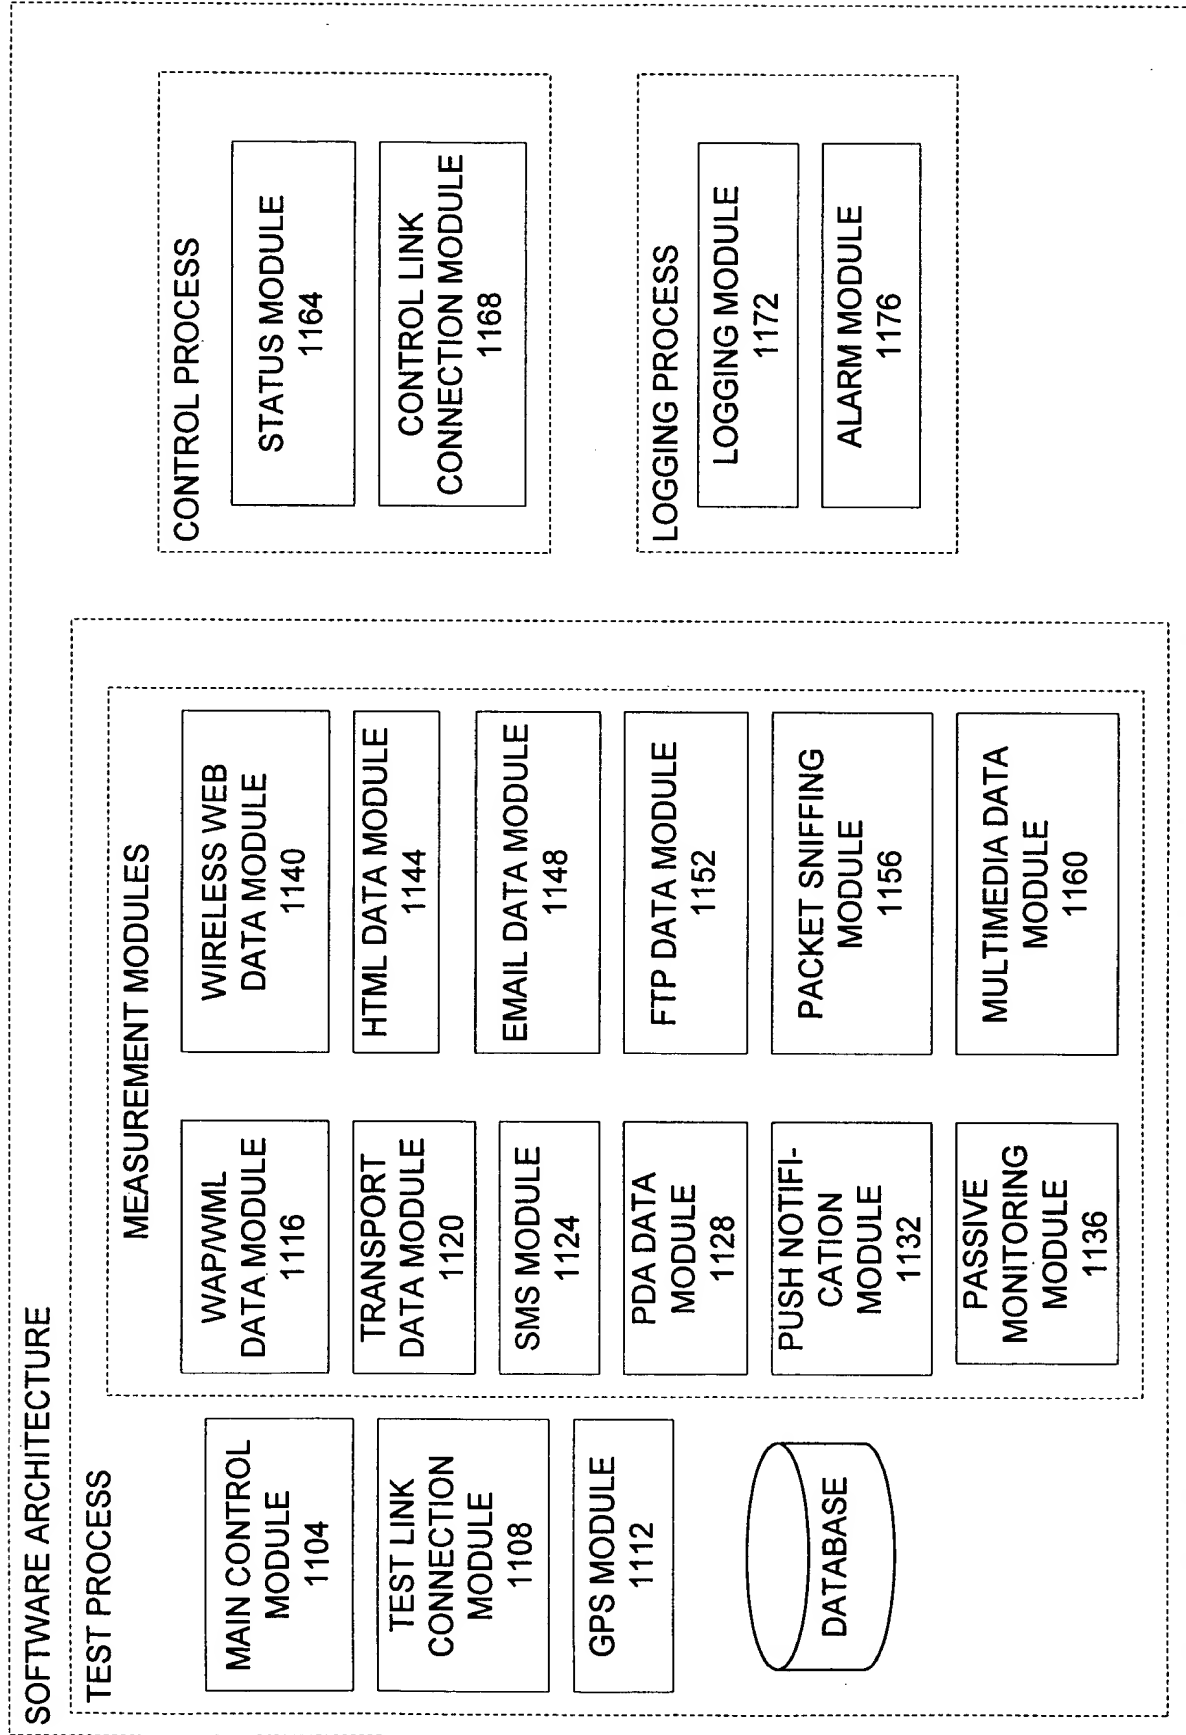 SOFTWARE ARCHITECTURE
TEST PROCESS
MAIN CONTROL
MODULE
1104
TEST LINK
CONNECTION
MODULE
1108
GPS MODULE
1112
DATABASE
MEASUREMENT MODULES
WAP/WML
DATA MODULE
1116
TRANSPORT
DATA MODULE
1120
SMS MODULE
1124
PDA DATA
MODULE
1128
PUSH NOTIFI-
CATION
MODULE
1132
PASSIVE
MONITORING
MODULE
1136
WIRELESS WEB
DATA MODULE
1140
HTML DATA MODULE
1144
EMAIL DATA MODULE
1148
FTP DATA MODULE
1152
PACKET SNIFFING
MODULE
1156
MULTIMEDIA DATA
MODULE
1160
CONTROL PROCESS
STATUS MODULE
1164
CONTROL LINK
CONNECTION MODULE
1168
LOGGING PROCESS
LOGGING MODULE
1172
ALARM MODULE
1176